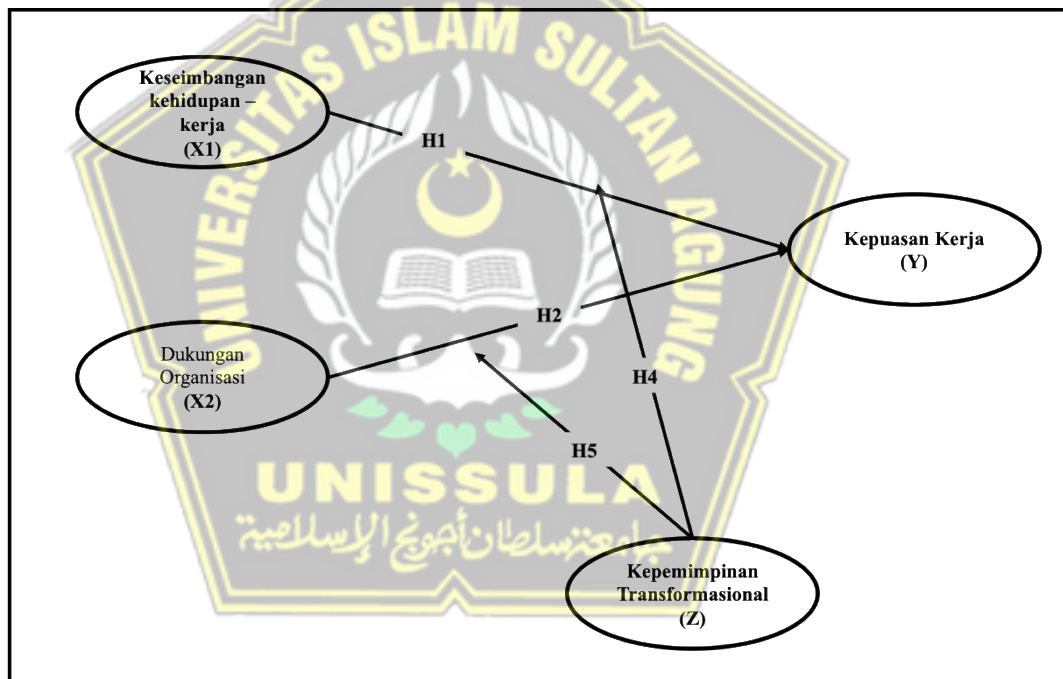 UNIVERSITAS ISLAM SULTAN AGUNG
Keseimbangan
kehidupan –
kerja
(X1)
H1
Kepuasan Kerja
(Y)
H2
Dukungan
Organisasi
(X2)
H4
H5
UNISSULA
جامعة سلطان أجونج الإسلامية
Kepemimpinan
Transformasional
(Z)